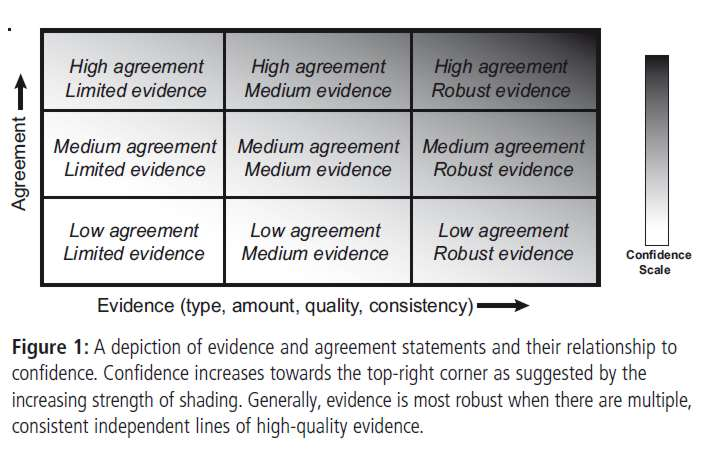 High agreement
Limited evidence
High agreement
Medium evidence
High agreement
Robust evidence
Agreement
Medium agreement
Limited evidence
Medium agreement
Medium evidence
Medium agreement
Robust evidence
Low agreement
Limited evidence
Low agreement
Medium evidence
Low agreement
Robust evidence
Confidence
Scale
Evidence (type, amount, quality, consistency)
Figure 1: A depiction of evidence and agreement statements and their relationship to
confidence. Confidence increases towards the top-right corner as suggested by the
increasing strength of shading. Generally, evidence is most robust when there are multiple,
consistent independent lines of high-quality evidence.